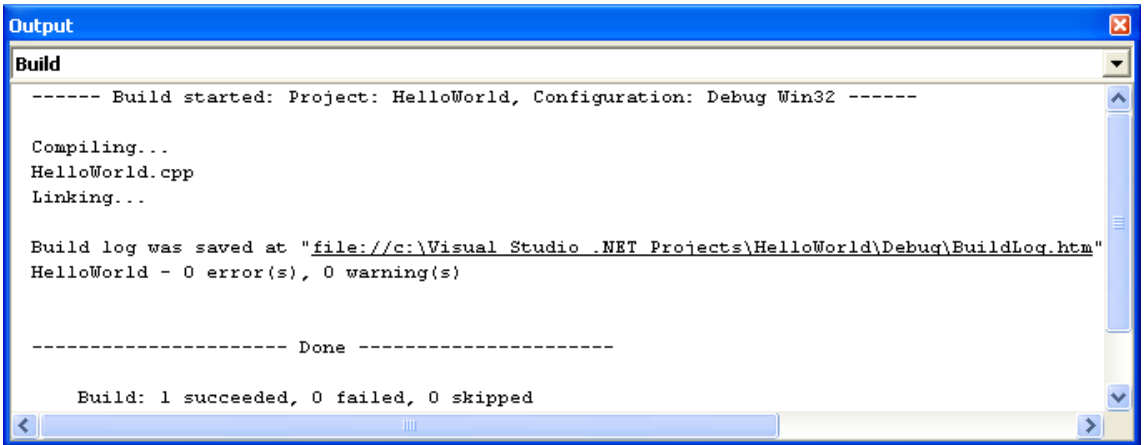 Output
Build
------ Build started: Project: HelloWorld, Configuration: Debug Win32 ------
Compiling...
HelloWorld.cpp
Linking...
Build log was saved at "file://c:\Visual Studio .NET Projects\HelloWorld\Debug\BuildLog.htm"
HelloWorld - 0 error(s), 0 warning(s)
---------------------- Done ----------------------
Build: 1 succeeded, 0 failed, 0 skipped